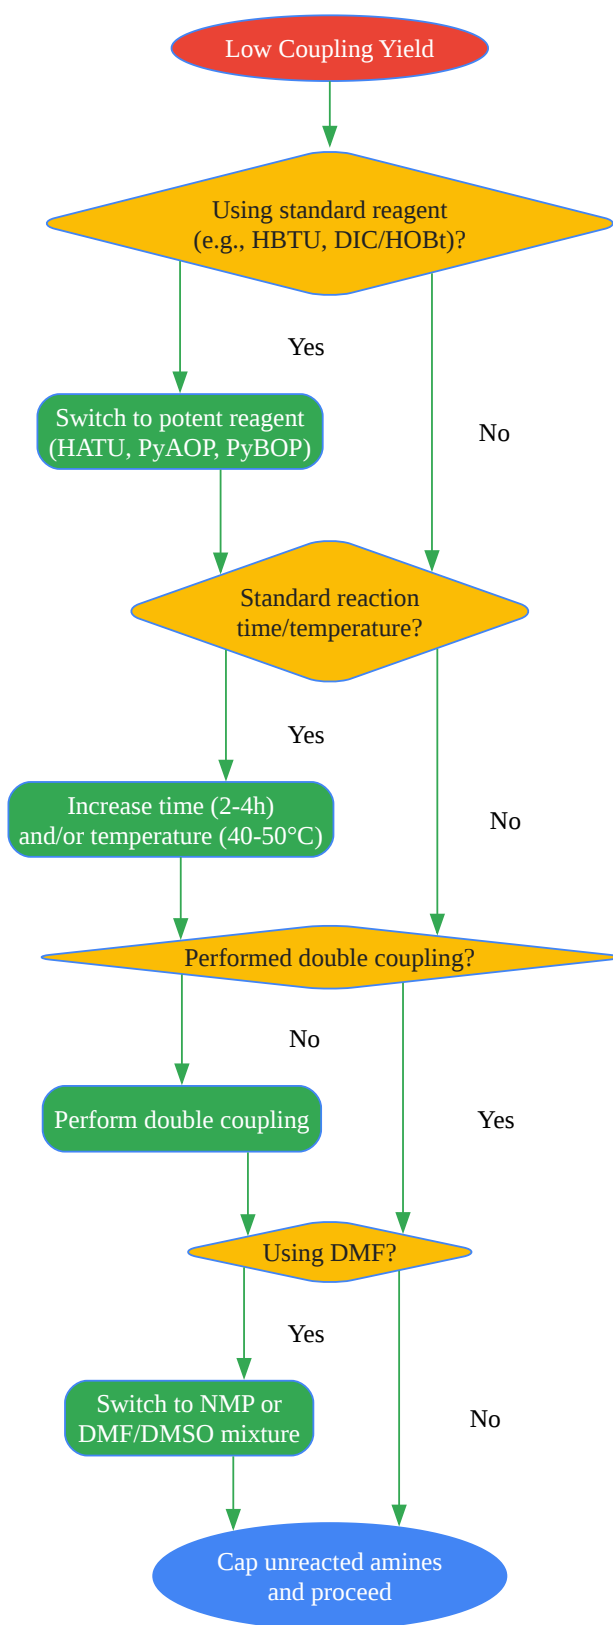 Low Coupling Yield
Using standard reagent
(e.g., HBTU, DIC/HOBt)?
Yes
Switch to potent reagent
(HATU, PyAOP, PyBOP)
No
Standard reaction
time/temperature?
Yes
Increase time (2-4h)
and/or temperature (40-50°C)
No
Performed double coupling?
No
Perform double coupling
Yes
Using DMF?
Yes
Switch to NMP or
DMF/DMSO mixture
No
Cap unreacted amines
and proceed